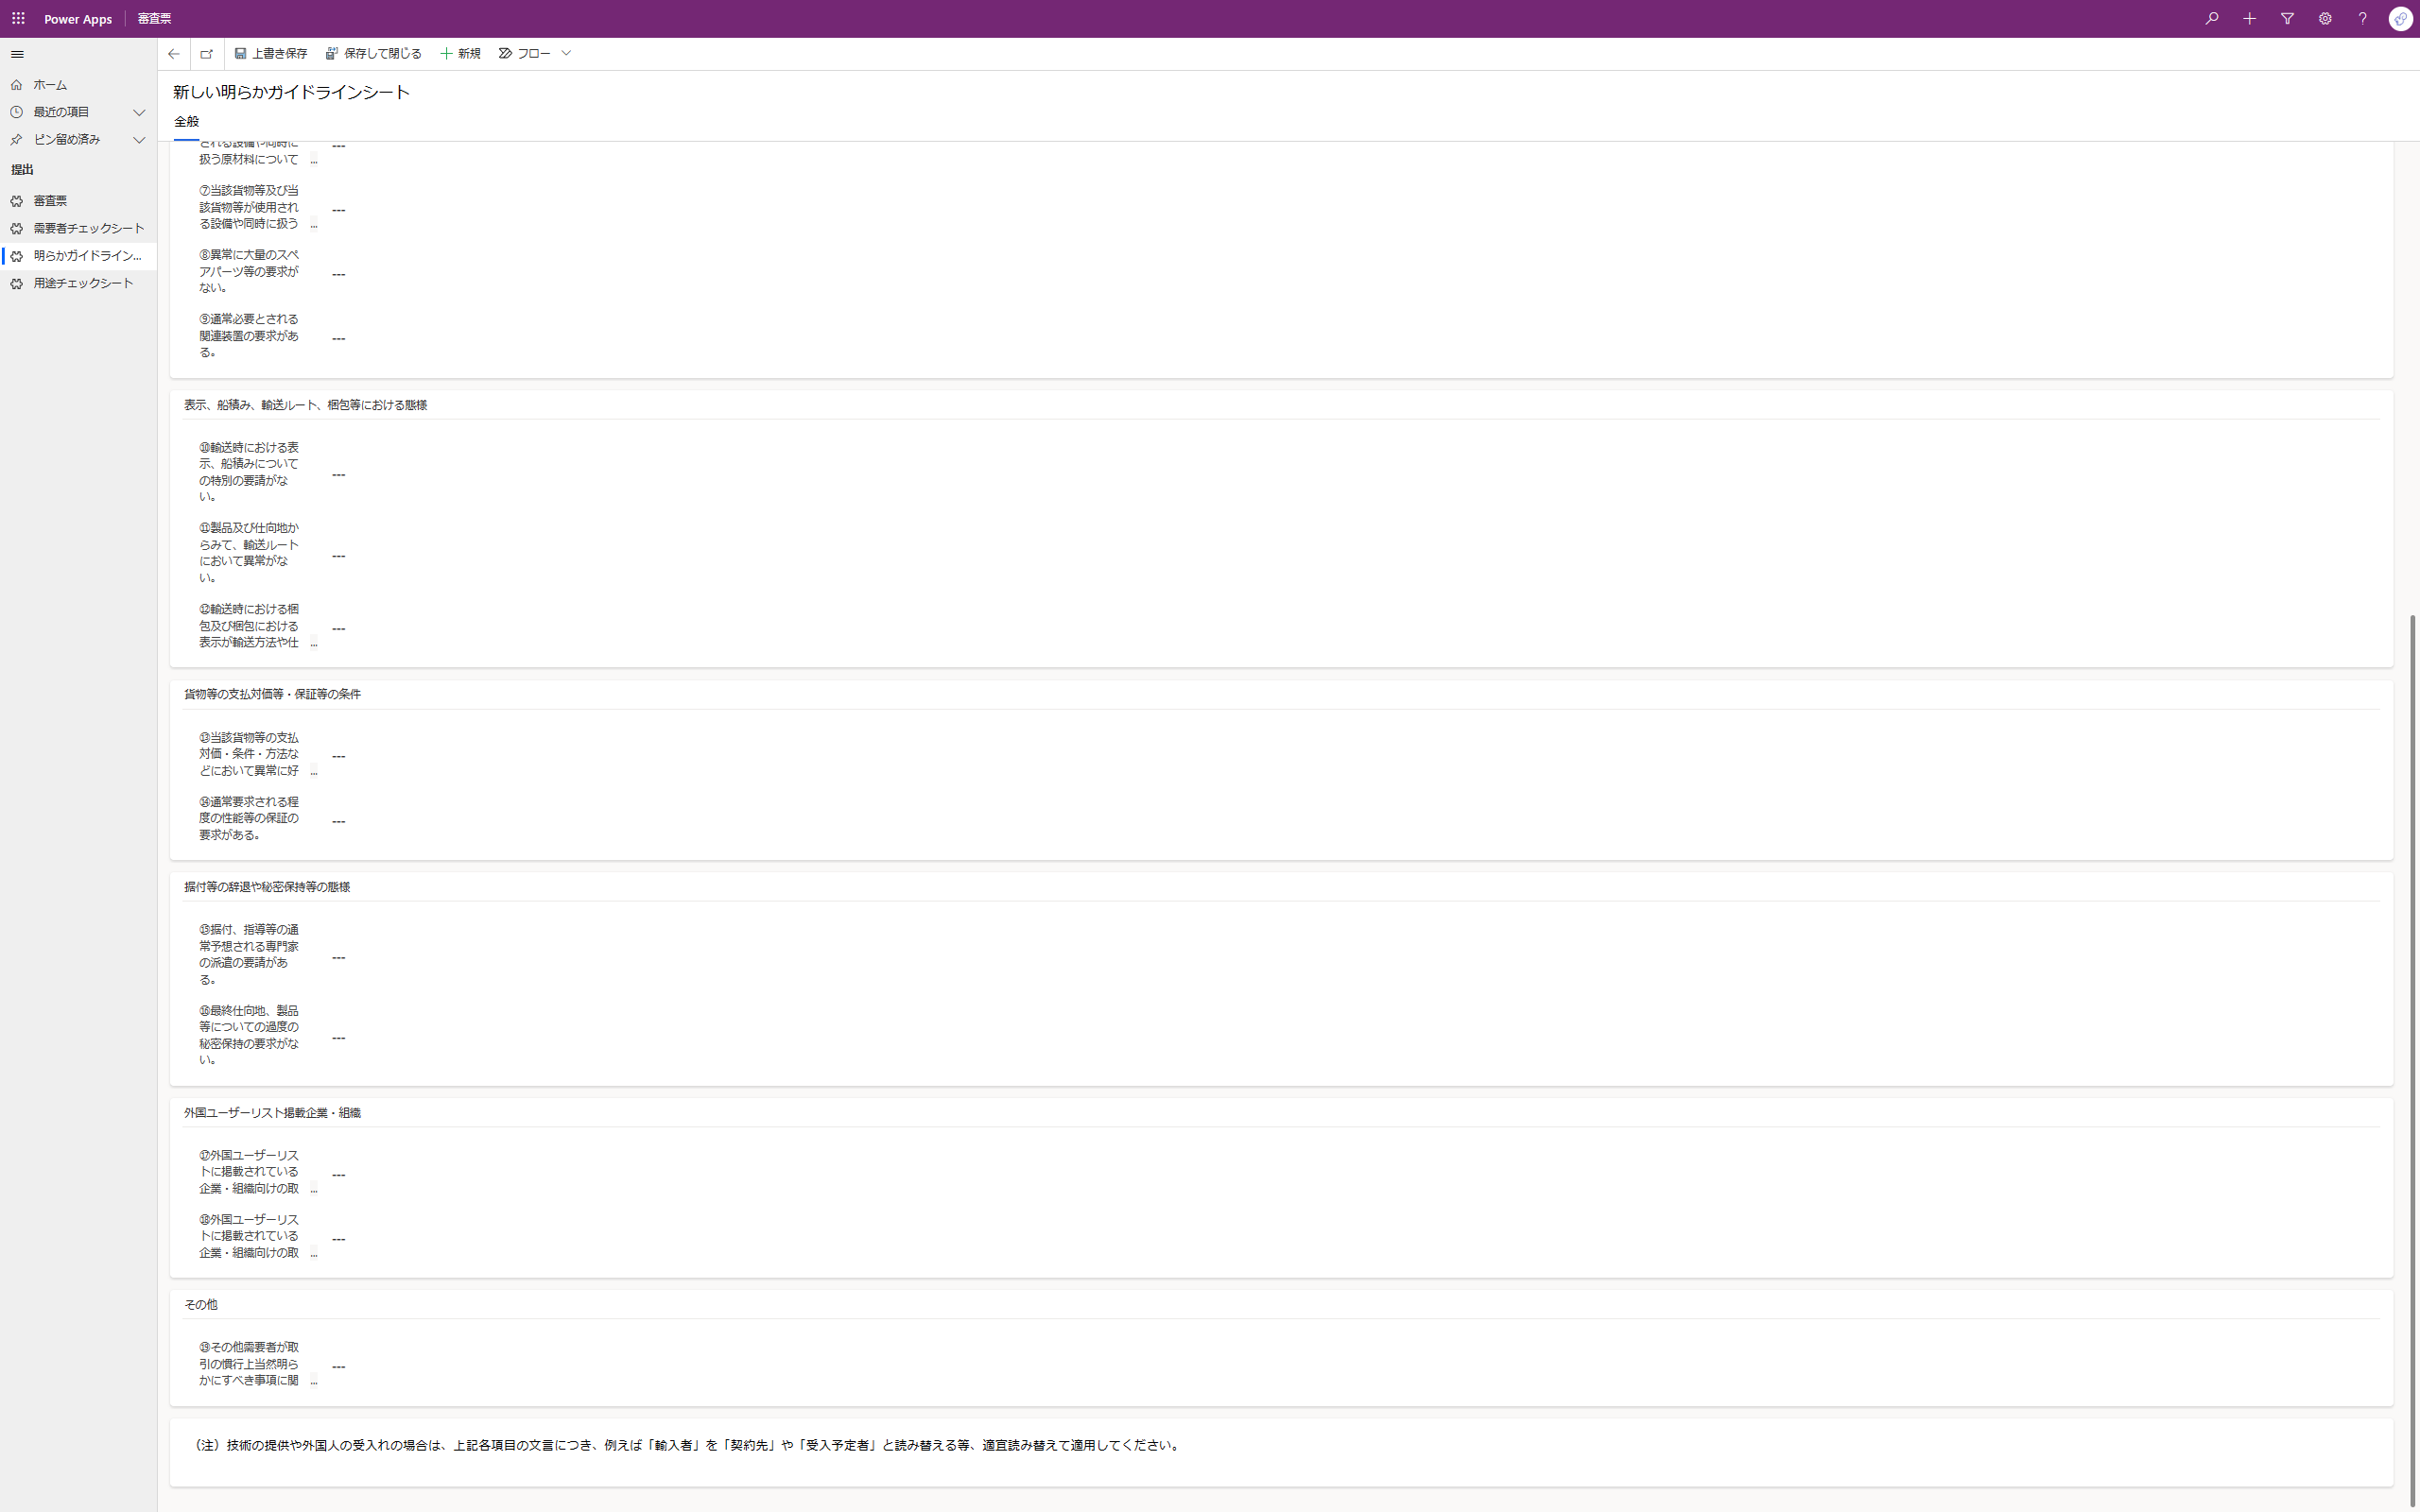 Power Apps 審査票
上書き保存 保存して閉じる 新規 フロー
ホーム
最近の項目
ピン留め済み
提出
審査票
需要者チェックシート
明らかガイドライン...
用途チェックシート
新しい明らかガイドラインシート
全般
される設備や同時に
扱う原材料について ...
---
⑦当該貨物等及び当
該貨物等が使用され
る設備や同時に扱う ...
---
⑧異常に大量のスペ
アパーツ等の要求が
ない。
---
⑨通常必要とされる
関連装置の要求があ
る。
---
表示、船積み、輸送ルート、梱包等における態様
⑩輸送時における表
示、船積みについて
の特別の要請がな
い。
---
⑪製品及び仕向地か
らみて、輸送ルート
において異常がな
い。
---
⑫輸送時における梱
包及び梱包における
表示が輸送方法や仕 ...
---
貨物等の支払対価等・保証等の条件
⑬当該貨物等の支払
対価・条件・方法な
どにおいて異常に好 ...
---
⑭通常要求される程
度の性能等の保証の
要求がある。
---
据付等の辞退や秘密保持等の態様
⑮据付、指導等の通
常予想される専門家
の派遣の要請があ
る。
---
⑯最終仕向地、製品
等についての過度の
秘密保持の要求がな
い。
---
外国ユーザーリスト掲載企業・組織
⑰外国ユーザーリス
トに掲載されている
企業・組織向けの取 ...
---
⑱外国ユーザーリス
トに掲載されている
企業・組織向けの取 ...
---
その他
⑲その他需要者が取
引の慣行上当然明ら
かにすべき事項に関 ...
---
（注）技術の提供や外国人の受入れの場合は、上記各項目の文言につき、例えば「輸入者」を「契約先」や「受入予定者」と読み替える等、適宜読み替えて適用してください。